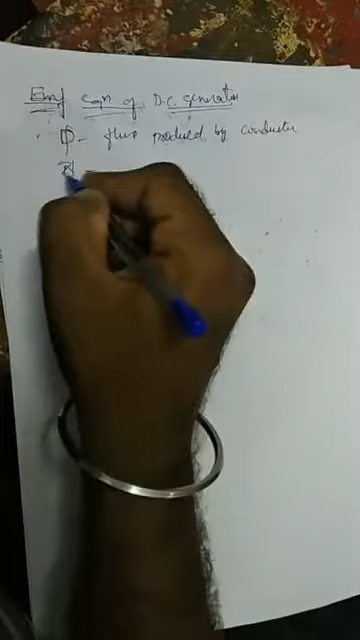 Emf eqn of D.C. generator
Φ - flux produced by conductor